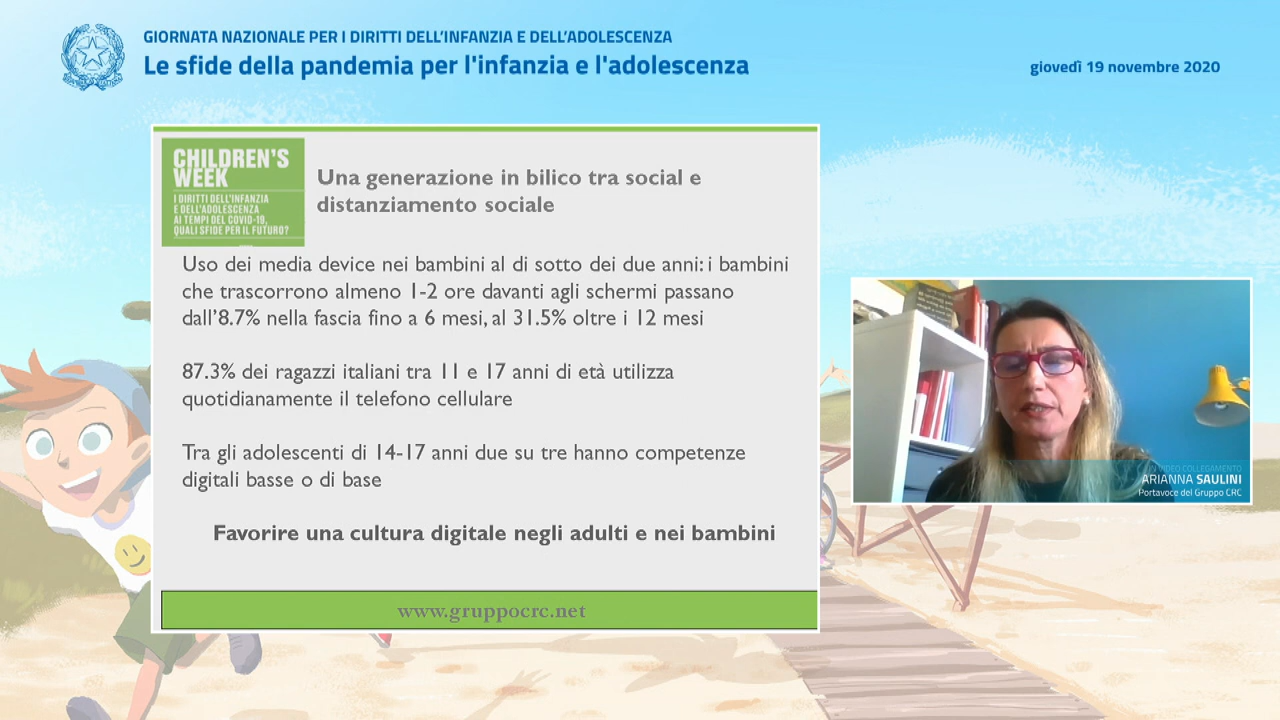 GIORNATA NAZIONALE PER I DIRITTI DELL'INFANZIA E DELL'ADOLESCENZA
Le sfide della pandemia per l'infanzia e l'adolescenza
giovedì 19 novembre 2020
CHILDREN'S
WEEK
I DIRITTI DELL'INFANZIA
E DELL'ADOLESCENZA
AI TEMPI DEL COVID-19,
QUALI SFIDE PER IL FUTURO?
Una generazione in bilico tra social e
distanziamento sociale
Uso dei media device nei bambini al di sotto dei due anni: i bambini
che trascorrono almeno 1-2 ore davanti agli schermi passano
dall'8.7% nella fascia fino a 6 mesi, al 31.5% oltre i 12 mesi
87.3% dei ragazzi italiani tra 11 e 17 anni di età utilizza
quotidianamente il telefono cellulare
Tra gli adolescenti di 14-17 anni due su tre hanno competenze
digitali basse o di base
Favorire una cultura digitale negli adulti e nei bambini
www.gruppocrc.net
IN VIDEO COLLEGAMENTO
ARIANNA SAULINI
Portavoce del Gruppo CRC